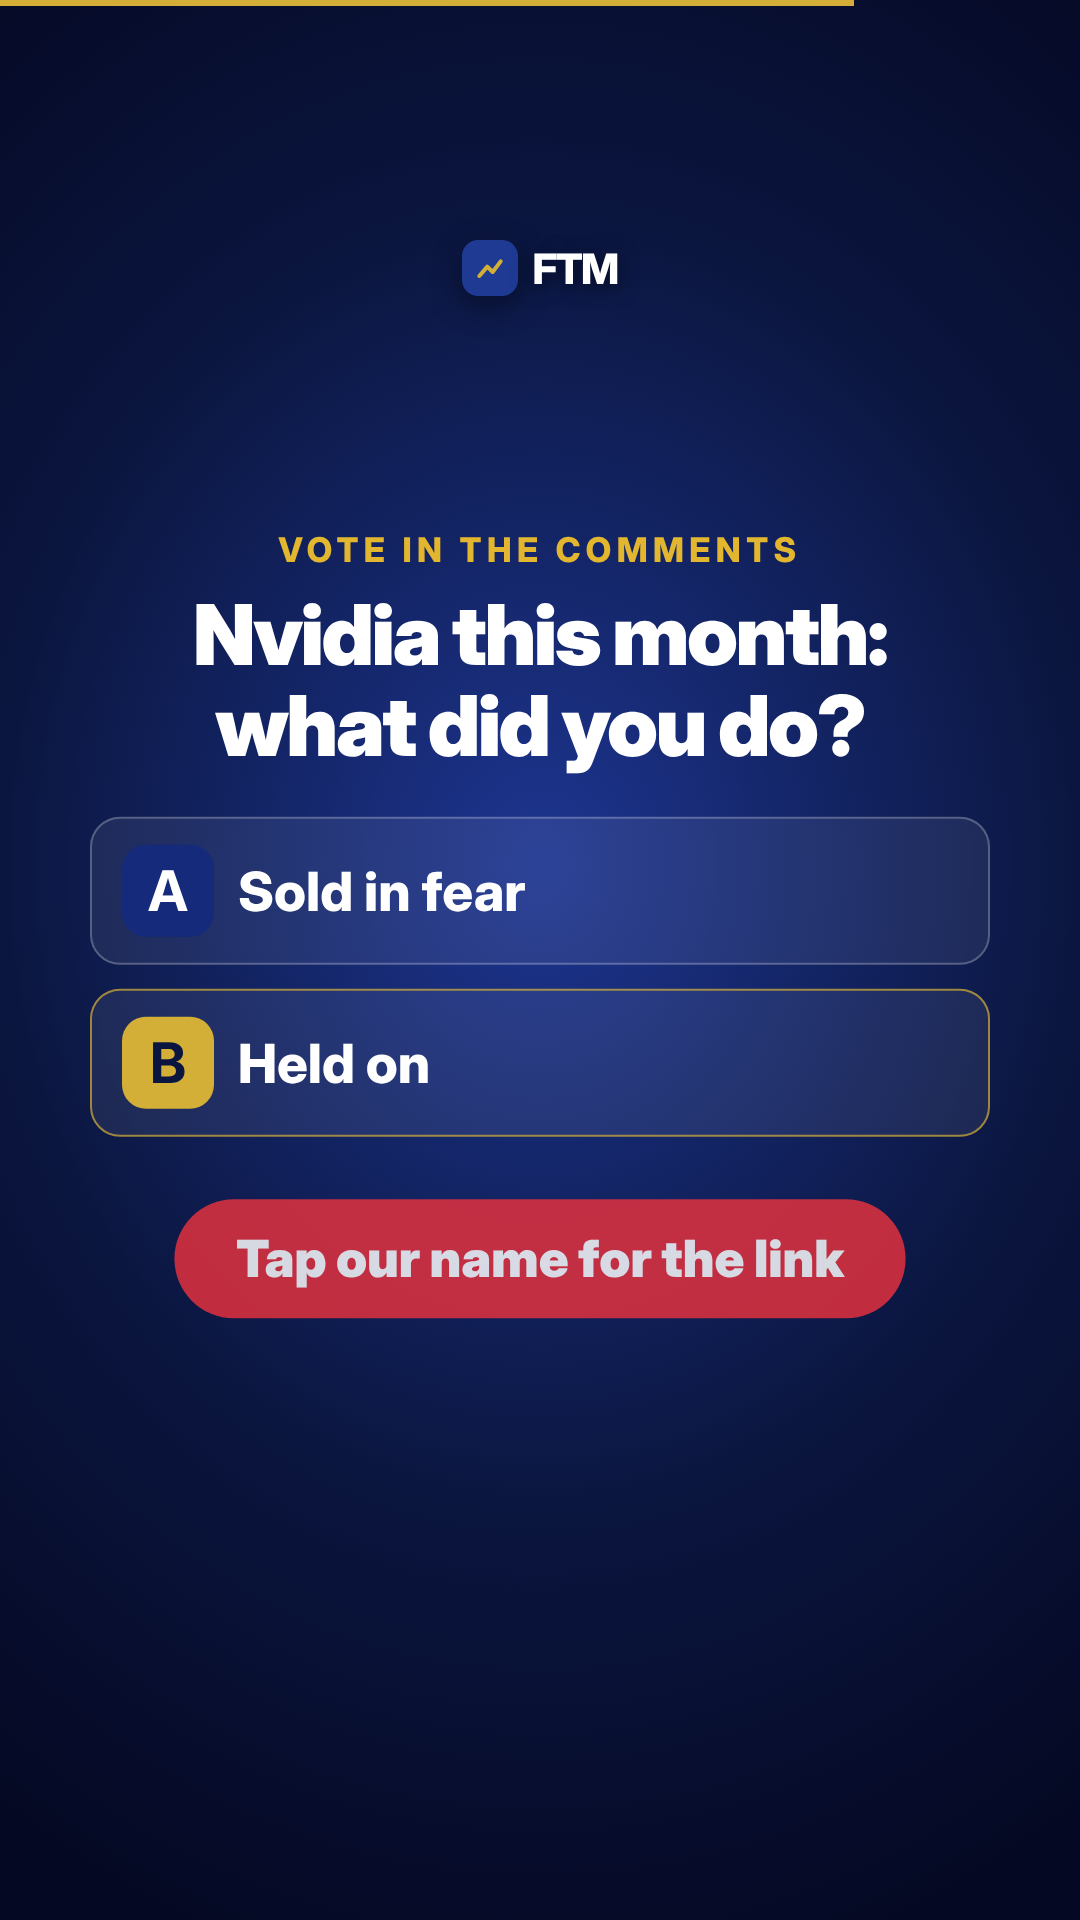 FTM
VOTE IN THE COMMENTS
Nvidia this month:
what did you do?
A Sold in fear
B Held on
Tap our name for the link